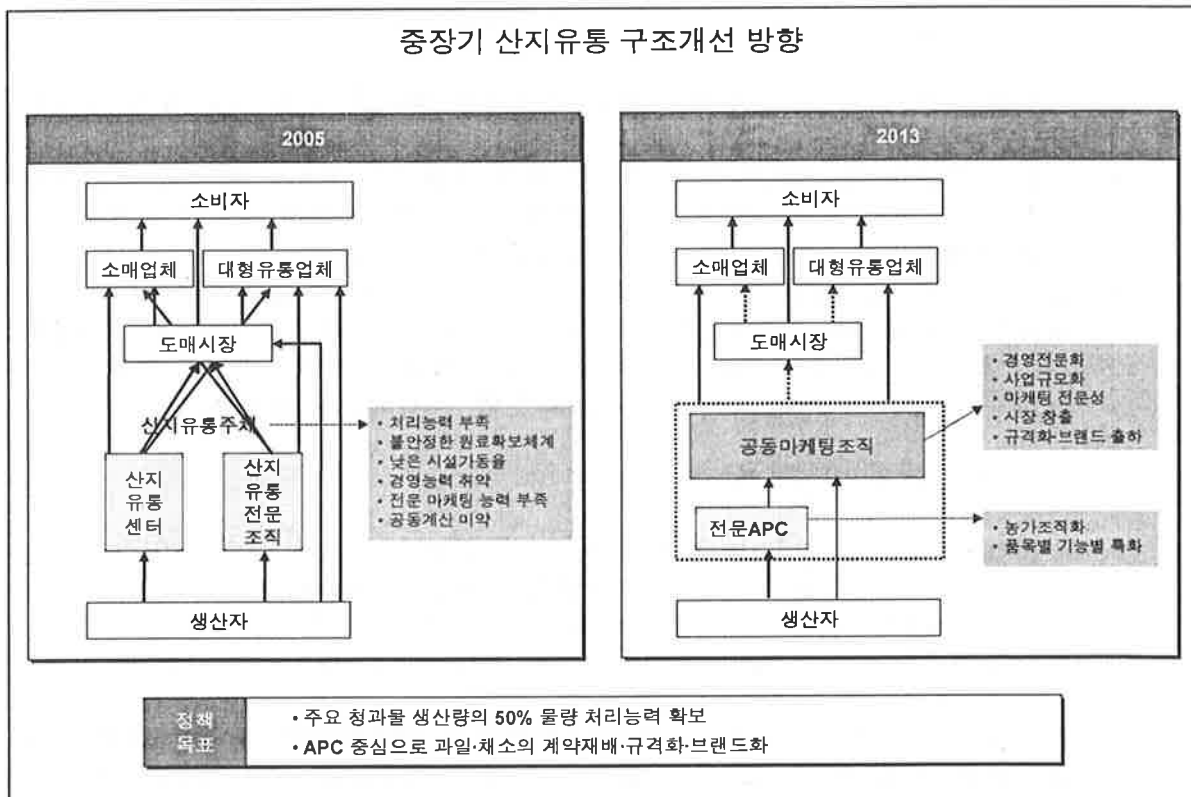 중장기 산지유통 구조개선 방향
2005
소비자
소매업체
대형유통업체
도매시장
산지유통주체
• 처리능력 부족
• 불안정한 원료확보체계
• 낮은 시설가동율
• 경영능력 취약
• 전문 마케팅 능력 부족
• 공동계산 미약
산지
유통
센터
산지
유통
전문
조직
생산자
2013
소비자
소매업체
대형유통업체
도매시장
• 경영전문화
• 사업규모화
• 마케팅 전문성
• 시장 창출
• 규격화·브랜드 출하
공동마케팅조직
전문APC
• 농가조직화
• 품목별 기능별 특화
생산자
정책
목표
• 주요 청과물 생산량의 50% 물량 처리능력 확보
• APC 중심으로 과일·채소의 계약재배·규격화·브랜드화